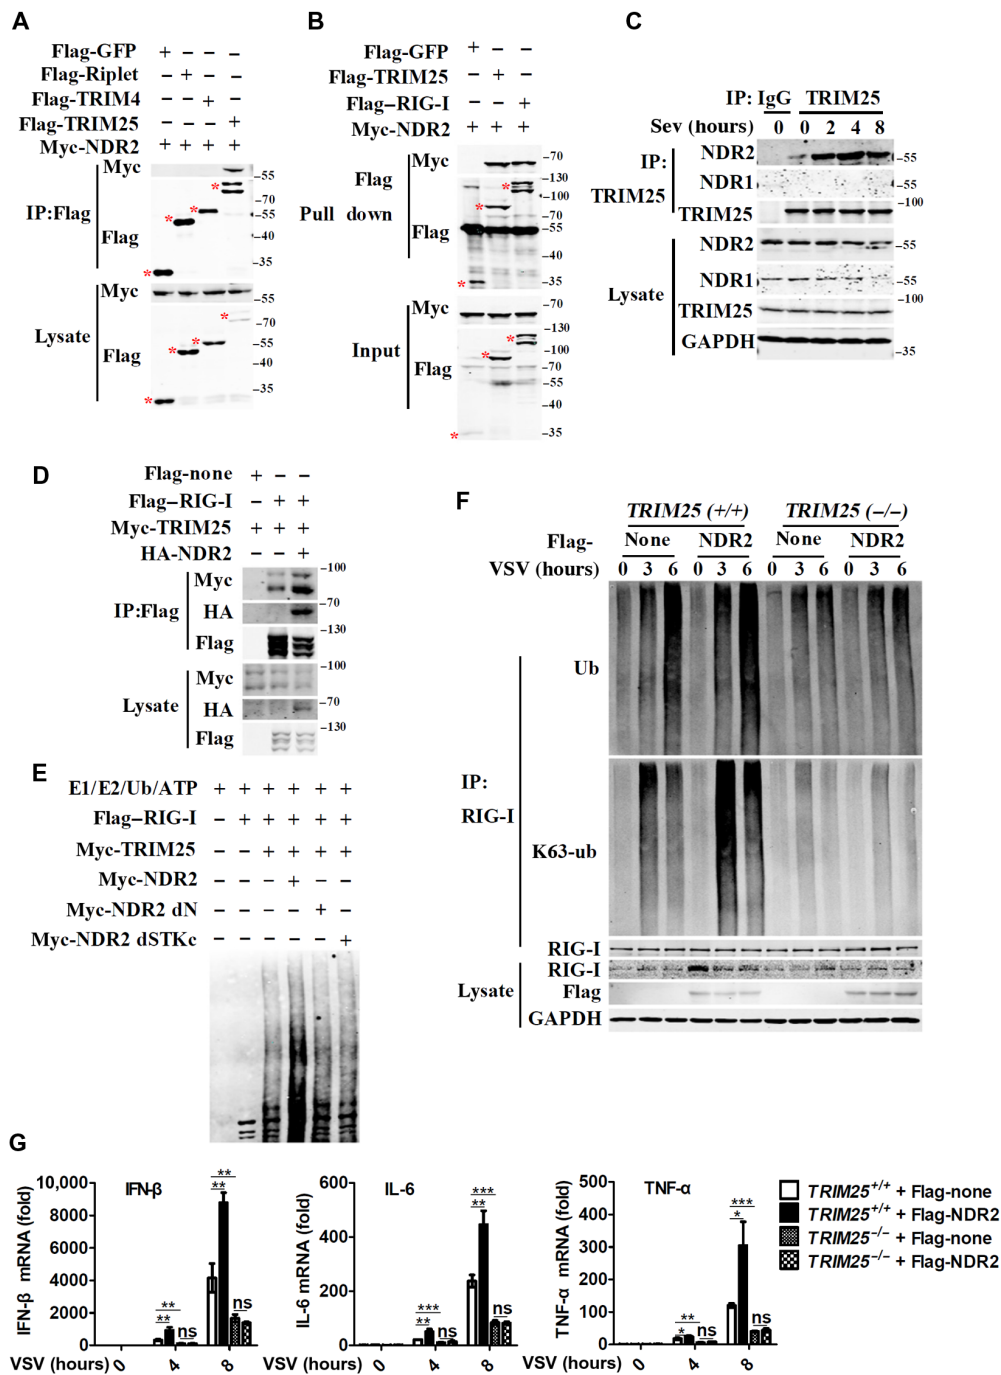 A
Flag-GFP + – – –
Flag-Riplet – + – –
Flag-TRIM4 – – + –
Flag-TRIM25 – – – +
Myc-NDR2 + + + +
IP:Flag
Myc
Flag
–55
–70
–55
–40
–35
*
*
*
*
Lysate
Myc
Flag
–55
–70
–55
–40
–35
*
*
*
*
B
Flag-GFP + – –
Flag-TRIM25 – + –
Flag–RIG-I – – +
Myc-NDR2 + + +
Flag
Pull down
Myc
Flag
–70
–130
–100
–70
–55
–40
–35
*
*
*
Input
Myc
Flag
–70
–130
–100
–70
–55
–40
–35
*
*
*
C
IP: IgG TRIM25
Sev (hours) 0 0 2 4 8
IP:
TRIM25
NDR2 –55
NDR1
TRIM25 –100
Lysate
NDR2 –55
NDR1 –55
TRIM25 –100
GAPDH –35
D
Flag-none + – –
Flag–RIG-I – + +
Myc-TRIM25 + + +
HA-NDR2 – – +
IP:Flag
Myc –100
HA –70
Flag –130
Lysate
Myc –100
HA –70
Flag –130
E
E1/E2/Ub/ATP + + + + + +
Flag–RIG-I – + + + + +
Myc-TRIM25 – – + + + +
Myc-NDR2 – – – + – –
Myc-NDR2 dN – – – – + –
Myc-NDR2 dSTKc – – – – – +
F
TRIM25 (+/+) TRIM25 (–/–)
Flag- None NDR2 None NDR2
VSV (hours) 0 3 6 0 3 6 0 3 6 0 3 6
IP:
RIG-I
Ub
K63-ub
RIG-I
Lysate
RIG-I
Flag
GAPDH
G
IFN-β mRNA (fold)
IFN-β
10,000
8000
6000
4000
2000
0
**
**
ns
**
**
ns
VSV (hours) 0 4 8
IL-6 mRNA (fold)
IL-6
600
400
200
0
***
**
ns
***
**
ns
0 4 8
TNF-α mRNA (fold)
TNF-α
500
400
300
200
100
0
**
*
ns
***
*
ns
VSV (hours) 0 4 8
TRIM25+/+ + Flag-none
TRIM25+/+ + Flag-NDR2
TRIM25–/– + Flag-none
TRIM25–/– + Flag-NDR2